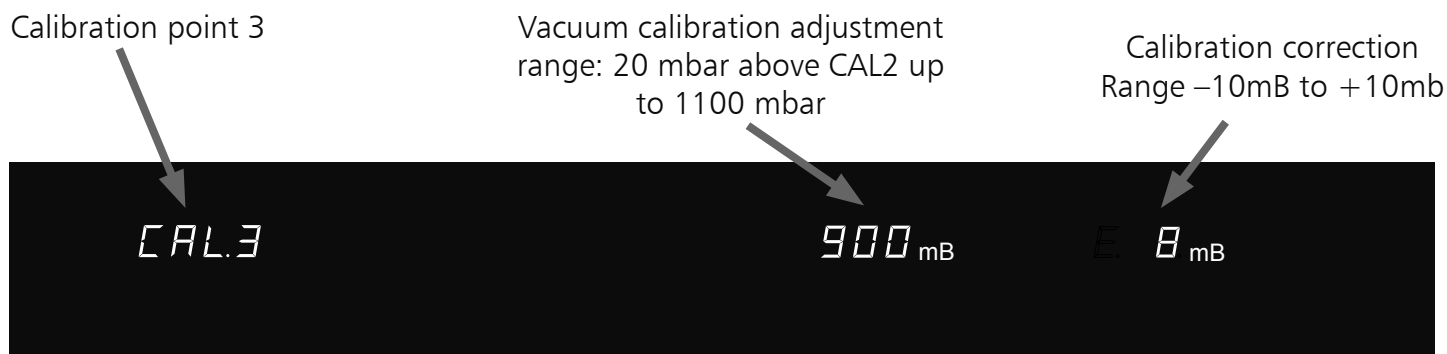 Calibration point 3
Vacuum calibration adjustment
range: 20 mbar above CAL2 up
to 1100 mbar
Calibration correction
Range –10mB to +10mb
CAL.3
900 mB
E. 8 mB